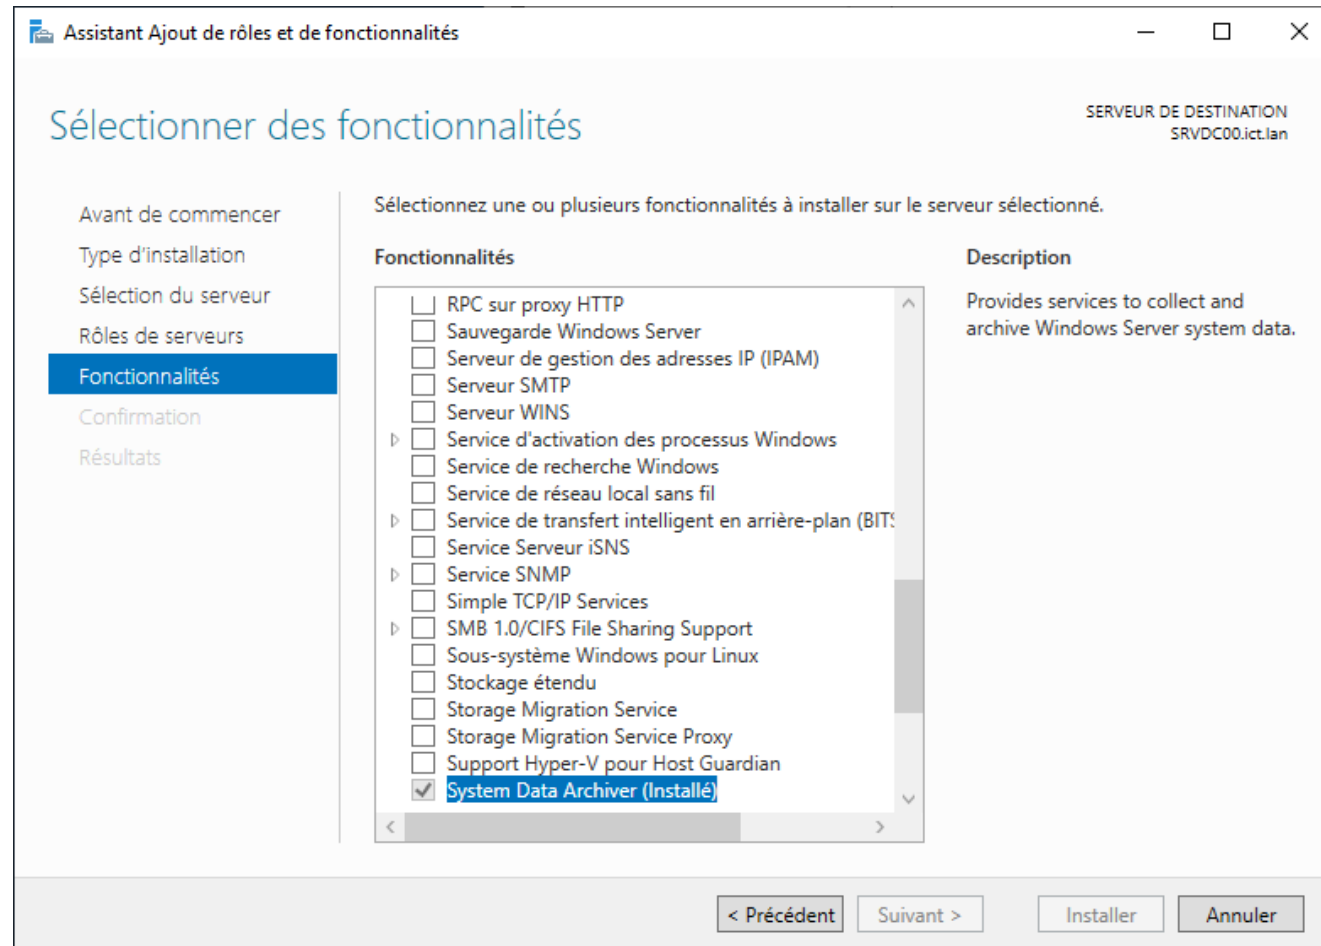 Assistant Ajout de rôles et de fonctionnalités
Sélectionner des fonctionnalités
SERVEUR DE DESTINATION
SRVDC00.ict.lan
Avant de commencer
Type d'installation
Sélection du serveur
Rôles de serveurs
Fonctionnalités
Confirmation
Résultats
Sélectionnez une ou plusieurs fonctionnalités à installer sur le serveur sélectionné.
Fonctionnalités
RPC sur proxy HTTP
Sauvegarde Windows Server
Serveur de gestion des adresses IP (IPAM)
Serveur SMTP
Serveur WINS
Service d'activation des processus Windows
Service de recherche Windows
Service de réseau local sans fil
Service de transfert intelligent en arrière-plan (BITS
Service Serveur iSNS
Service SNMP
Simple TCP/IP Services
SMB 1.0/CIFS File Sharing Support
Sous-système Windows pour Linux
Stockage étendu
Storage Migration Service
Storage Migration Service Proxy
Support Hyper-V pour Host Guardian
System Data Archiver (Installé)
Description
Provides services to collect and
archive Windows Server system data.
< Précédent
Suivant >
Installer
Annuler